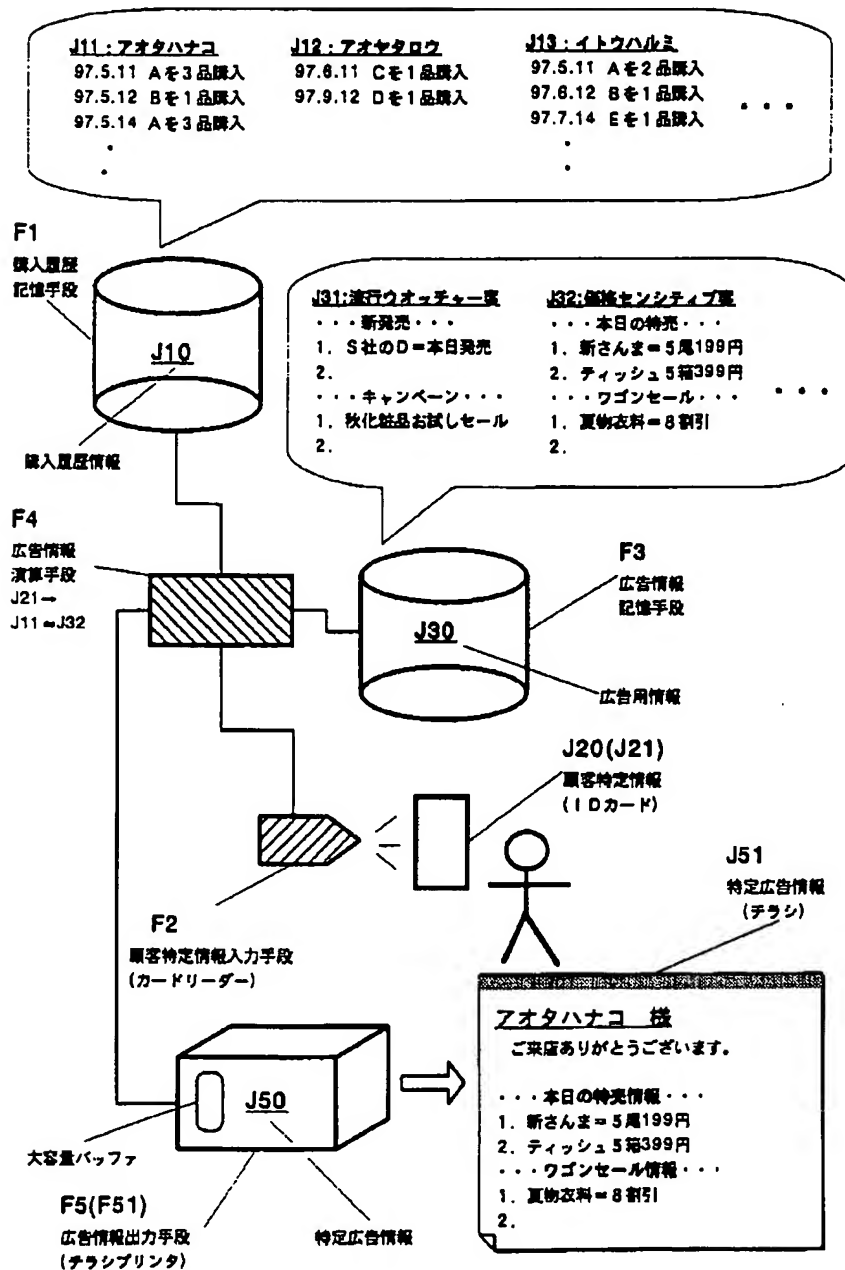 J11:アオタハナコ
97.5.11 Aを3品購入
97.5.12 Bを1品購入
97.5.14 Aを3品購入
・
・
J12:アオヤタロウ
97.6.11 Cを1品購入
97.9.12 Dを1品購入
J13:イトウハルミ
97.5.11 Aを2品購入
97.6.12 Bを1品購入
97.7.14 Eを1品購入
・
・
・・・
F1
購入履歴
記憶手段
J10
購入履歴情報
J31:流行ウオッチャー客
・・・新発売・・・
1. S社のD=本日発売
2.
・・・キャンペーン・・・
1. 秋化粧品お試しセール
2.
J32:価格センシティブ客
・・・本日の特売・・・
1. 新さんま=5尾199円
2. ティッシュ5箱399円
・・・ワゴンセール・・・
1. 夏物衣料=8割引
2.
・・・
F4
広告情報
演算手段
J21→
J11≈J32
F3
広告情報
記憶手段
J30
広告用情報
J20(J21)
顧客特定情報
(IDカード)
F2
顧客特定情報入力手段
(カードリーダー)
J51
特定広告情報
(チラシ)
アオタハナコ 様
ご来店ありがとうございます。
・・・本日の特売情報・・・
1. 新さんま=5尾199円
2. ティッシュ5箱399円
・・・ワゴンセール情報・・・
1. 夏物衣料=8割引
2.
J50
大容量バッファ
F5(F51)
広告情報出力手段
(チラシプリンタ)
特定広告情報